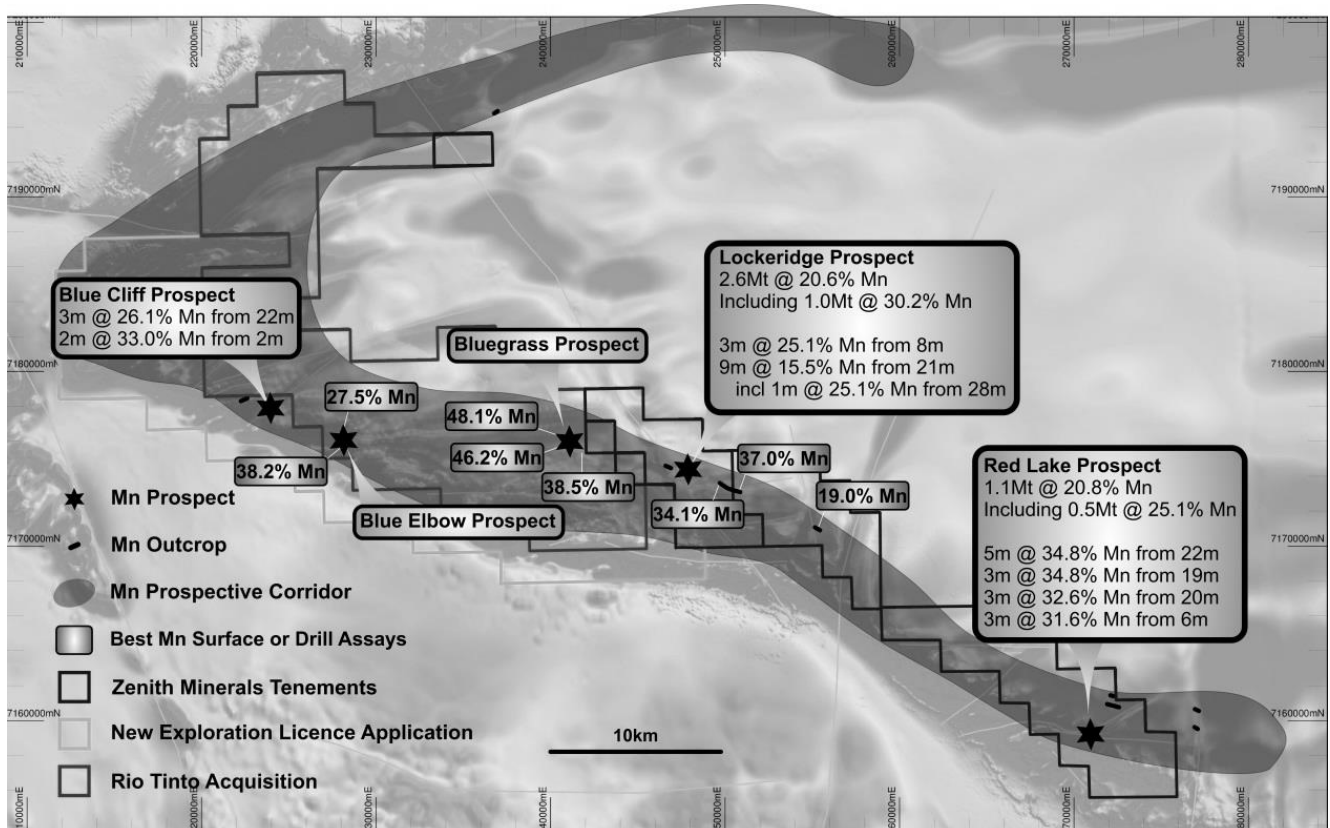 210000mE
220000mE
230000mE
240000mE
250000mE
260000mE
270000mE
280000mE
7190000mN
7190000mN
Lockeridge Prospect
2.6Mt @ 20.6% Mn
Including 1.0Mt @ 30.2% Mn
3m @ 25.1% Mn from 8m
9m @ 15.5% Mn from 21m
incl 1m @ 25.1% Mn from 28m
Blue Cliff Prospect
3m @ 26.1% Mn from 22m
2m @ 33.0% Mn from 2m
Bluegrass Prospect
7180000mN
7180000mN
27.5% Mn
48.1% Mn
46.2% Mn
38.2% Mn
38.5% Mn
37.0% Mn
34.1% Mn
19.0% Mn
Blue Elbow Prospect
Red Lake Prospect
1.1Mt @ 20.8% Mn
Including 0.5Mt @ 25.1% Mn
5m @ 34.8% Mn from 22m
3m @ 34.8% Mn from 19m
3m @ 32.6% Mn from 20m
3m @ 31.6% Mn from 6m
7170000mN
7170000mN
Mn Prospect
Mn Outcrop
Mn Prospective Corridor
Best Mn Surface or Drill Assays
Zenith Minerals Tenements
New Exploration Licence Application
Rio Tinto Acquisition
7160000mN
7160000mN
10km